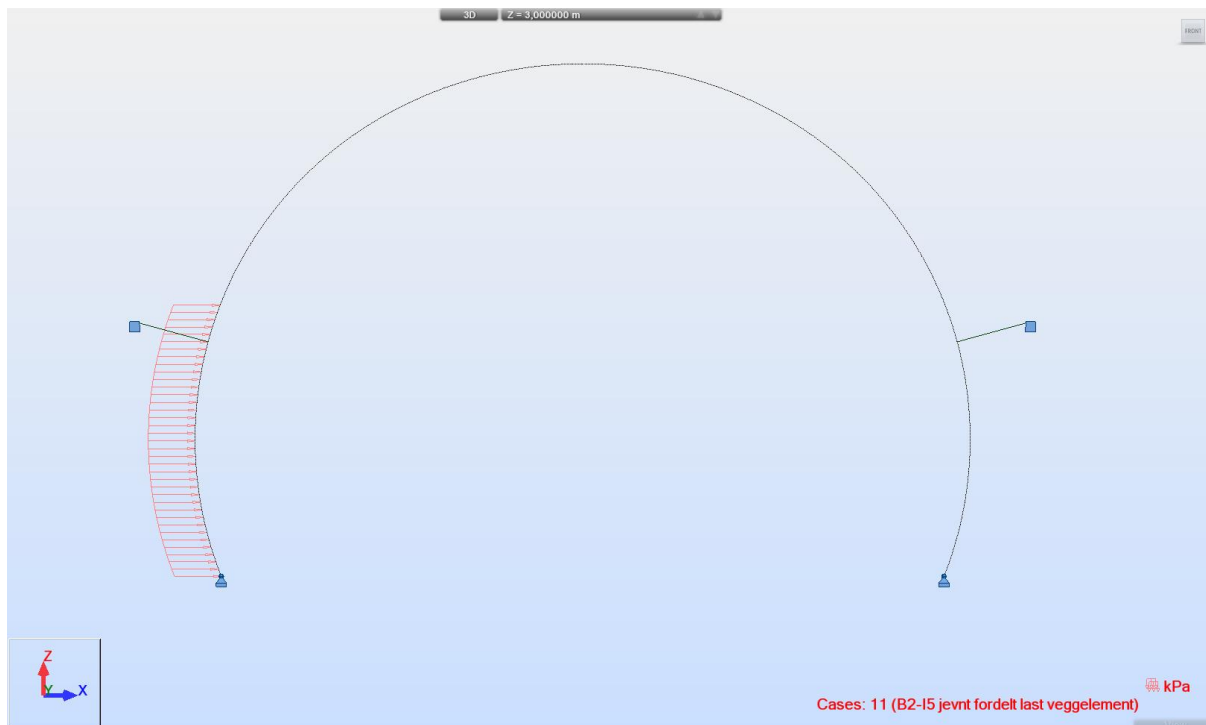 3D Z = 3,000000 m
FRONT
Z
Y X
kPa
Cases: 11 (B2-I5 jevnt fordelt last veggelement)